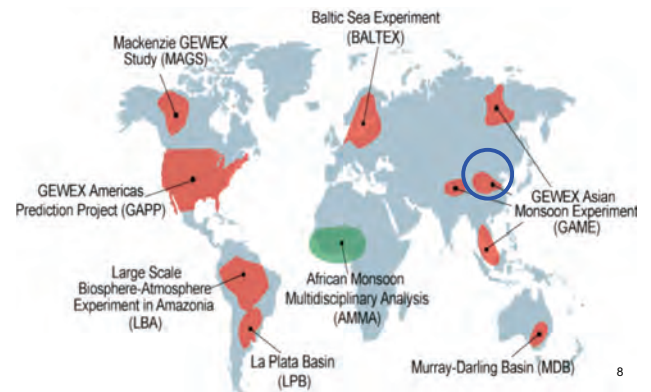 Baltic Sea Experiment
(BALTEX)
Mackenzie GEWEX
Study (MAGS)
GEWEX Americas
Prediction Project (GAPP)
GEWEX Asian
Monsoon Experiment
(GAME)
Large Scale
Biosphere-Atmosphere
Experiment in Amazonia
(LBA)
African Monsoon
Multidisciplinary Analysis
(AMMA)
La Plata Basin
(LPB)
Murray-Darling Basin (MDB)
8